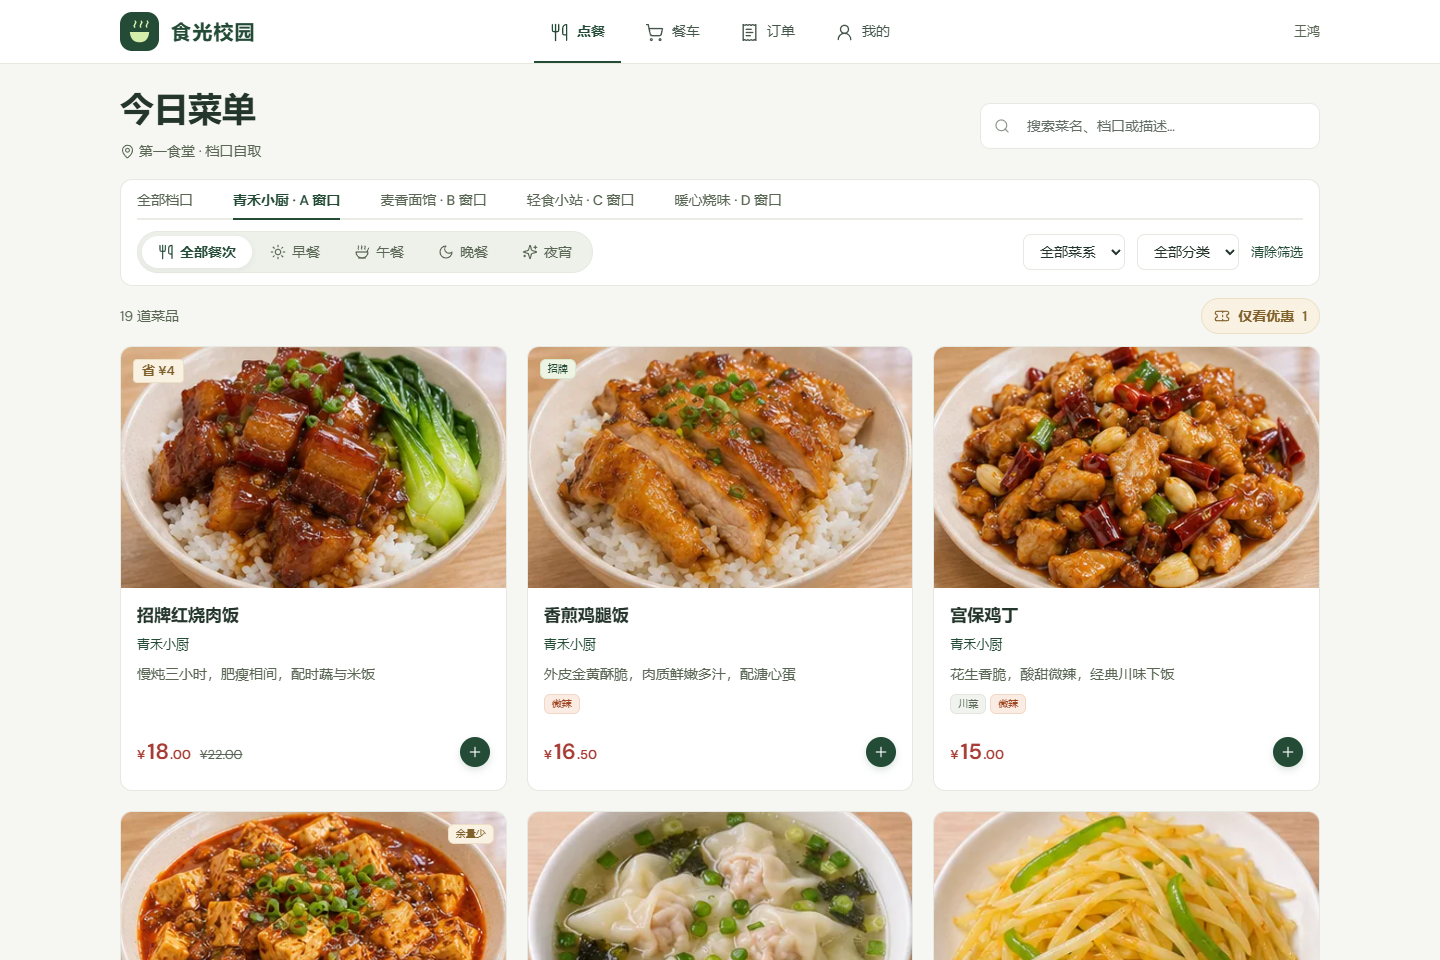 食光校园
点餐
餐车
订单
我的
王鸿
今日菜单
第一食堂 · 档口自取
搜索菜名、档口或描述...
全部档口
青禾小厨 · A 窗口
麦香面馆 · B 窗口
轻食小站 · C 窗口
暖心烧味 · D 窗口
全部餐次
早餐
午餐
晚餐
夜宵
全部菜系
全部分类
清除筛选
19 道菜品
仅看优惠 1
省 ¥4
招牌
招牌红烧肉饭
青禾小厨
慢炖三小时，肥瘦相间，配时蔬与米饭
¥18.00 ¥22.00
香煎鸡腿饭
青禾小厨
外皮金黄酥脆，肉质鲜嫩多汁，配溏心蛋
微辣
¥16.50
宫保鸡丁
青禾小厨
花生香脆，酸甜微辣，经典川味下饭
川菜
微辣
¥15.00
余量少